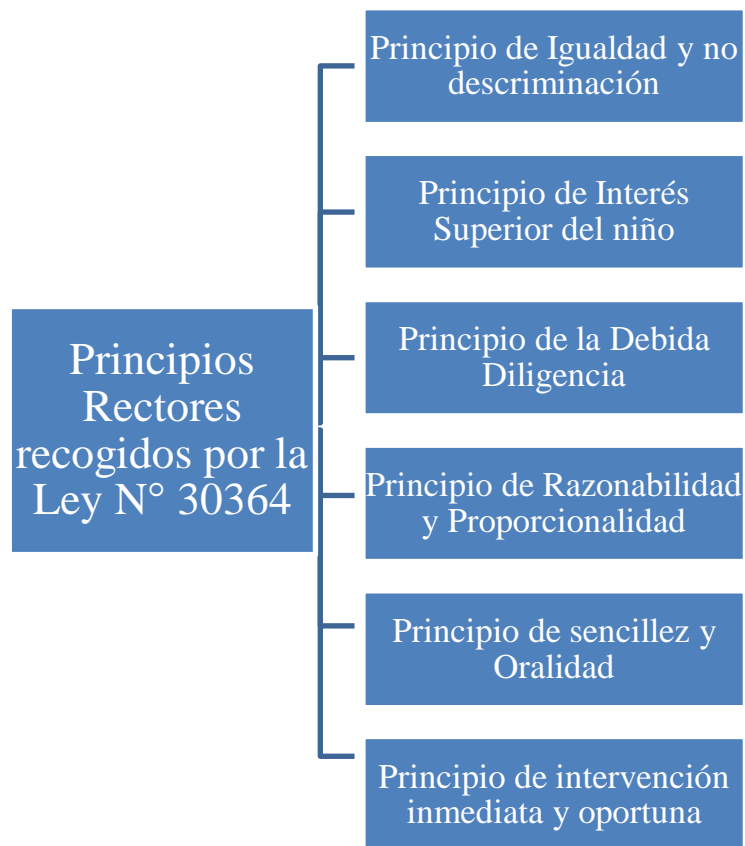 Principios
Rectores
recogidos por la
Ley N° 30364
Principio de Igualdad y no
descriminación
Principio de Interés
Superior del niño
Principio de la Debida
Diligencia
Principio de Razonabilidad
y Proporcionalidad
Principio de sencillez y
Oralidad
Principio de intervención
inmediata y oportuna